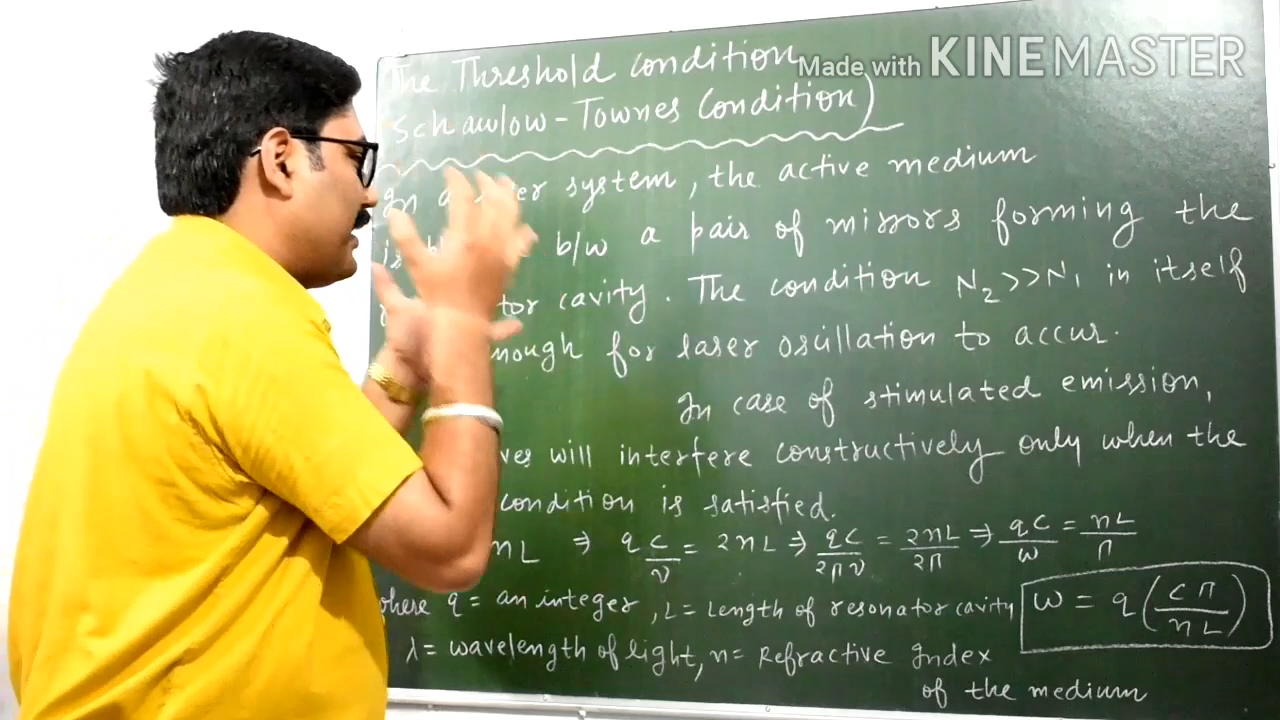 The Threshold condition
Made with KINEMASTER
Schawlow-Townes Condition)
In a system, the active medium
is b/w a pair of mirrors forming the
cavity. The condition N₂>>N₁ in itself
for laser oscillation to accur.
In case of stimulated emission,
will interfere constructively only when the
condition is satisfied.
nL ⇒ q c/ν = 2nL ⇒ qc/2πν = 2nL/2π ⇒ qc/ω = nL/π
where q = an integer, L = Length of resonator cavity
ω = q(cπ/nL)
λ = wavelength of light, n = Refractive Index
of the medium